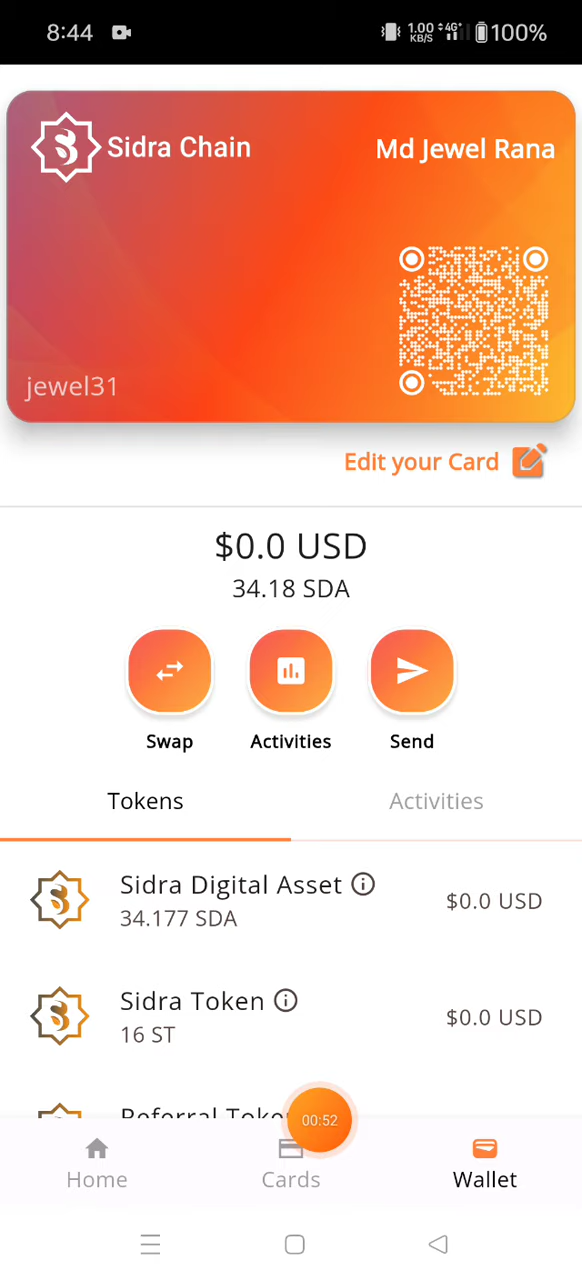 8:44
1.00 KB/S 4G+ 100%
Sidra Chain
Md Jewel Rana
jewel31
Edit your Card
$0.0 USD
34.18 SDA
Swap Activities Send
Tokens Activities
Sidra Digital Asset
34.177 SDA
$0.0 USD
Sidra Token
16 ST
$0.0 USD
Referral Token
00:52
Home Cards Wallet